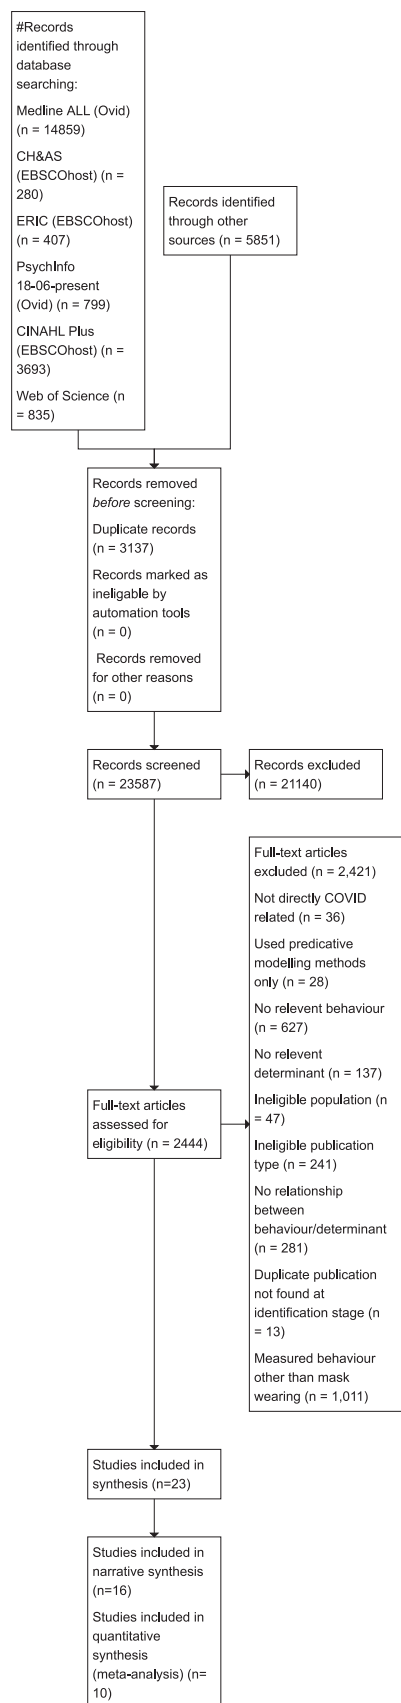 #Records
identified through
database
searching:
Medline ALL (Ovid)
(n = 14859)
CH&AS
(EBSCOhost) (n =
280)
ERIC (EBSCOhost)
(n = 407)
PsychInfo
18-06-present
(Ovid) (n = 799)
CINAHL Plus
(EBSCOhost) (n =
3693)
Web of Science (n
= 835)
Records identified
through other
sources (n = 5851)
Records removed
before screening:
Duplicate records
(n = 3137)
Records marked as
ineligable by
automation tools
(n = 0)
Records removed
for other reasons
(n = 0)
Records screened
(n = 23587)
Records excluded
(n = 21140)
Full-text articles
assessed for
eligibility (n = 2444)
Full-text articles
excluded (n = 2,421)
Not directly COVID
related (n = 36)
Used predicative
modelling methods
only (n = 28)
No relevent behaviour
(n = 627)
No relevent
determinant (n = 137)
Ineligible population (n
= 47)
Ineligible publication
type (n = 241)
No relationship
between
behaviour/determinant
(n = 281)
Duplicate publication
not found at
identification stage (n
= 13)
Measured behaviour
other than mask
wearing (n = 1,011)
Studies included in
synthesis (n=23)
Studies included in
narrative synthesis
(n=16)
Studies included in
quantitative
synthesis
(meta-analysis) (n=
10)